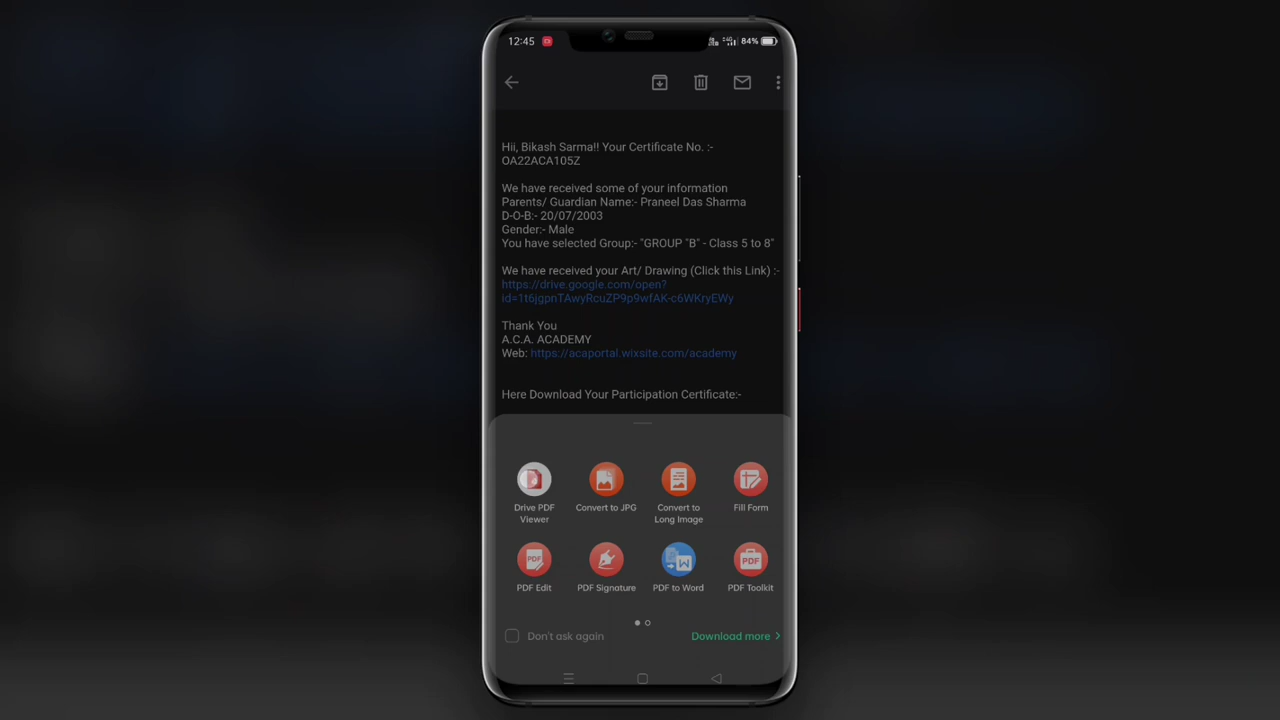 12:45
4G 84%
Hii, Bikash Sarma!! Your Certificate No. :-
OA22ACA105Z
We have received some of your information
Parents/ Guardian Name:- Praneel Das Sharma
D-O-B:- 20/07/2003
Gender:- Male
You have selected Group:- "GROUP "B" - Class 5 to 8"
We have received your Art/ Drawing (Click this Link) :-
https://drive.google.com/open?
id=1t6jgpnTAwyRcuZP9p9wfAK-c6WKryEWy
Thank You
A.C.A. ACADEMY
Web: https://acaportal.wixsite.com/academy
Here Download Your Participation Certificate:-
Drive PDF Viewer
Convert to JPG
Convert to Long Image
Fill Form
PDF
PDF Edit
PDF Signature
W
PDF to Word
PDF
PDF Toolkit
Don't ask again
Download more >